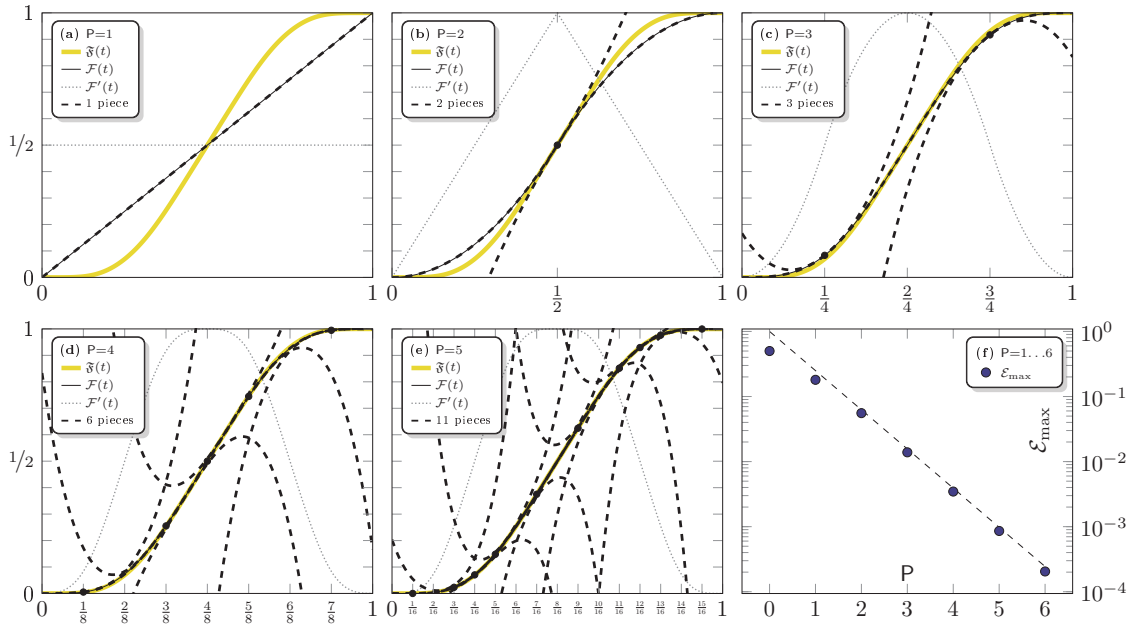 1
1/2
0
(a) P=1
𝔉(t)
ℱ(t)
ℱ′(t)
1 piece
0 1
(b) P=2
𝔉(t)
ℱ(t)
ℱ′(t)
2 pieces
0 1/2 1
(c) P=3
𝔉(t)
ℱ(t)
ℱ′(t)
3 pieces
0 1/4 2/4 3/4 1
1
1/2
0
(d) P=4
𝔉(t)
ℱ(t)
ℱ′(t)
6 pieces
0 1/8 2/8 3/8 4/8 5/8 6/8 7/8 1
(e) P=5
𝔉(t)
ℱ(t)
ℱ′(t)
11 pieces
0 1/16 2/16 3/16 4/16 5/16 6/16 7/16 8/16 9/16 10/16 11/16 12/16 13/16 14/16 15/16 1
(f) P=1...6
ℰmax
10⁰
10⁻¹
10⁻²
10⁻³
10⁻⁴
ℰmax
P
0 1 2 3 4 5 6